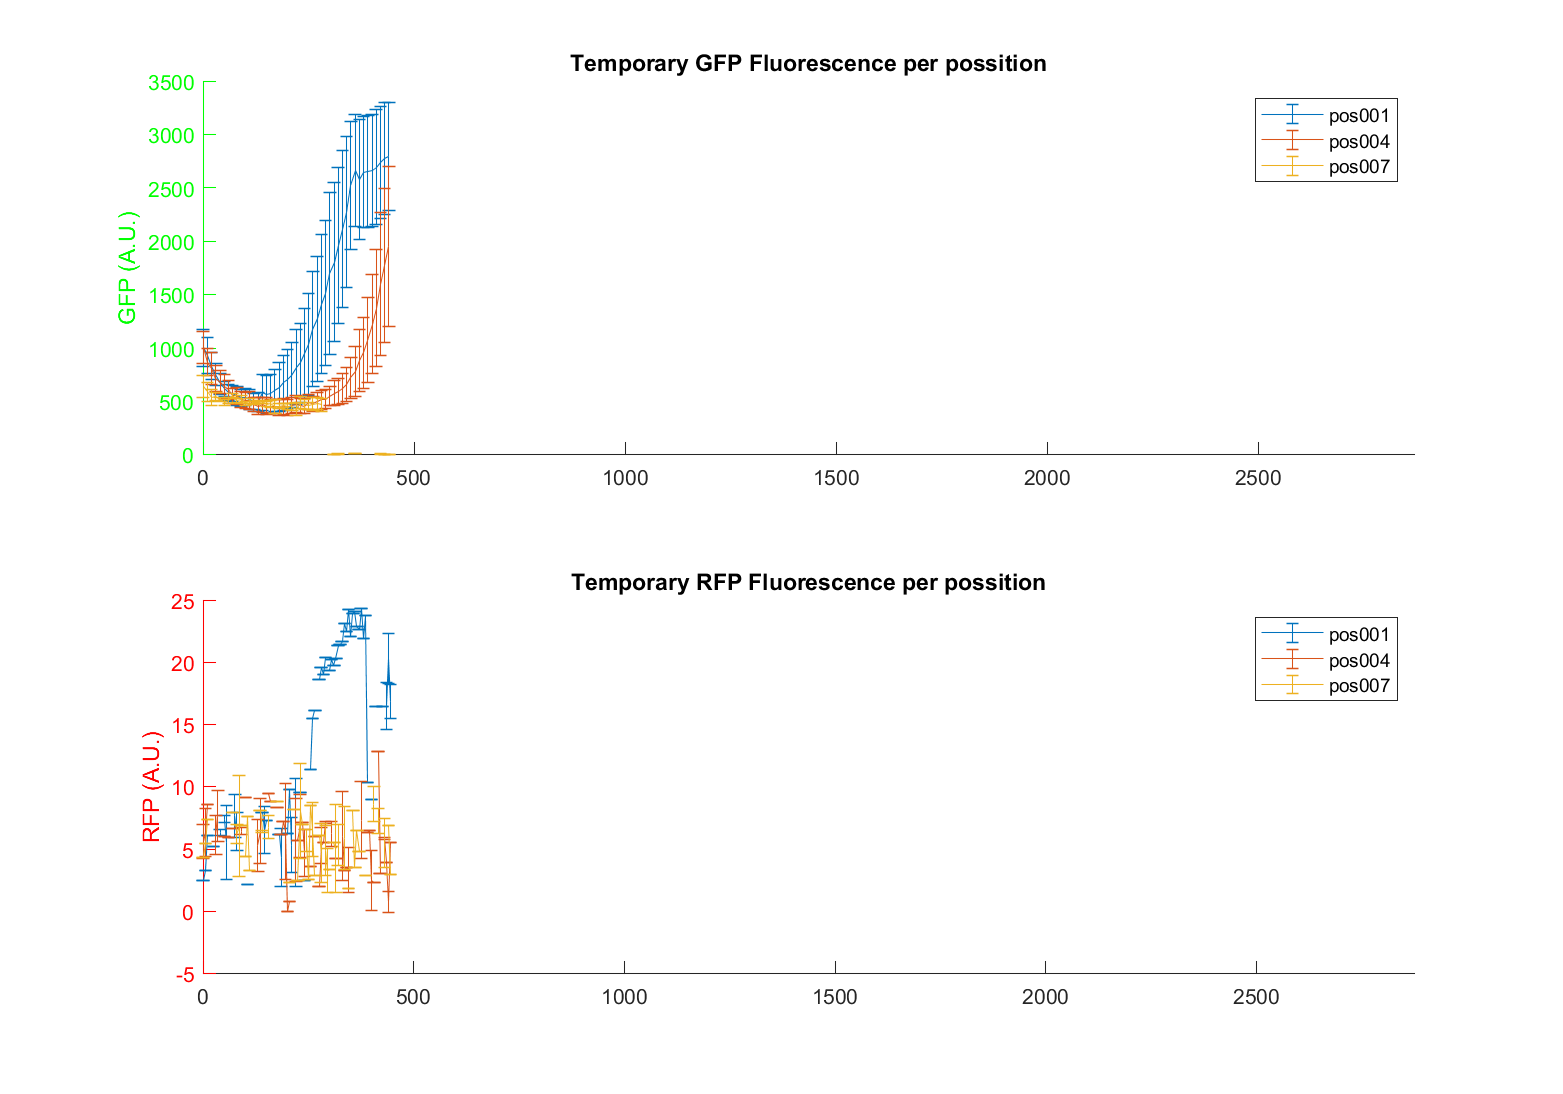 Temporary GFP Fluorescence per possition
GFP (A.U.)
3500
3000
2500
2000
1500
1000
500
0
0 500 1000 1500 2000 2500
pos001
pos004
pos007
Temporary RFP Fluorescence per possition
RFP (A.U.)
25
20
15
10
5
0
-5
0 500 1000 1500 2000 2500
pos001
pos004
pos007